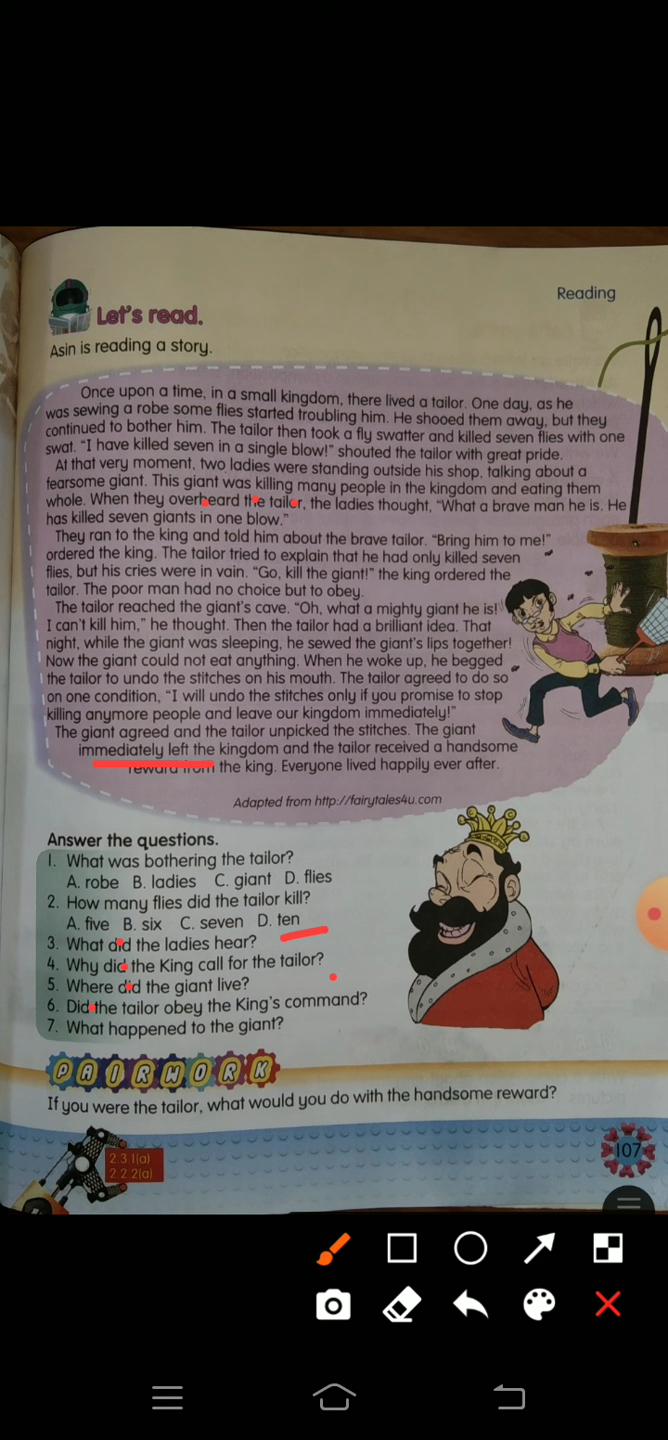 Reading
Let's read.
Asin is reading a story.
Once upon a time, in a small kingdom, there lived a tailor. One day, as he
was sewing a robe some flies started troubling him. He shooed them away, but they
continued to bother him. The tailor then took a fly swatter and killed seven flies with one
swat. “I have killed seven in a single blow!” shouted the tailor with great pride.
At that very moment, two ladies were standing outside his shop, talking about a
fearsome giant. This giant was killing many people in the kingdom and eating them
whole. When they overheard the tailor, the ladies thought, “What a brave man he is. He
has killed seven giants in one blow.”
They ran to the king and told him about the brave tailor. “Bring him to me!”
ordered the king. The tailor tried to explain that he had only killed seven
flies, but his cries were in vain. “Go, kill the giant!” the king ordered the
tailor. The poor man had no choice but to obey.
The tailor reached the giant's cave. “Oh, what a mighty giant he is!
I can't kill him,” he thought. Then the tailor had a brilliant idea. That
night, while the giant was sleeping, he sewed the giant's lips together!
Now the giant could not eat anything. When he woke up, he begged
the tailor to undo the stitches on his mouth. The tailor agreed to do so
on one condition, “I will undo the stitches only if you promise to stop
killing anymore people and leave our kingdom immediately!”
The giant agreed and the tailor unpicked the stitches. The giant
immediately left the kingdom and the tailor received a handsome
reward from the king. Everyone lived happily ever after.
Adapted from http://fairytales4u.com
Answer the questions.
1. What was bothering the tailor?
A. robe B. ladies C. giant D. flies
2. How many flies did the tailor kill?
A. five B. six C. seven D. ten
3. What did the ladies hear?
4. Why did the King call for the tailor?
5. Where did the giant live?
6. Did the tailor obey the King's command?
7. What happened to the giant?
PAIRWORK
If you were the tailor, what would you do with the handsome reward?
2.3.1(a)
2.2.2(a)
107